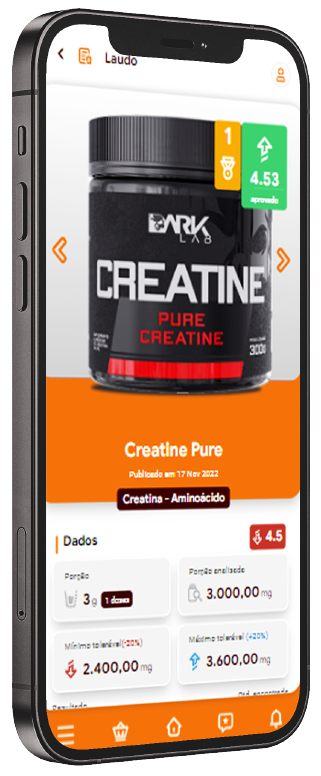 Laudo
1
4.53
aprovado
DARK
LAB
CREATINE
PURE
CREATINE
300g
Creatine Pure
Publicado em 17 Nov 2022
Creatina - Aminoácido
Dados
4.5
Porção
3 g
1 doses
Porção analisada
3.000,00 mg
Mínimo tolerável(-20%)
2.400,00 mg
Máximo tolerável (+20%)
3.600,00 mg
Resultado